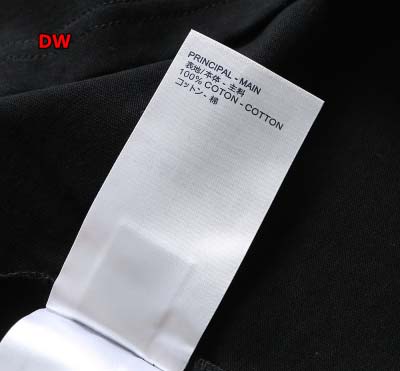 DW
PRINCIPAL - MAIN
表地/本体 - 主料
100% COTON - COTTON
コットン - 棉